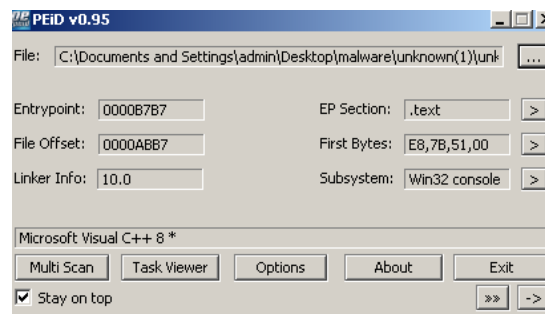 PEiD v0.95
File: C:\Documents and Settings\admin\Desktop\malware\unknown(1)\unk ...
Entrypoint: 0000B7B7 EP Section: .text >
File Offset: 0000ABB7 First Bytes: E8,7B,51,00 >
Linker Info: 10.0 Subsystem: Win32 console >
Microsoft Visual C++ 8 *
Multi Scan Task Viewer Options About Exit
Stay on top »» ->